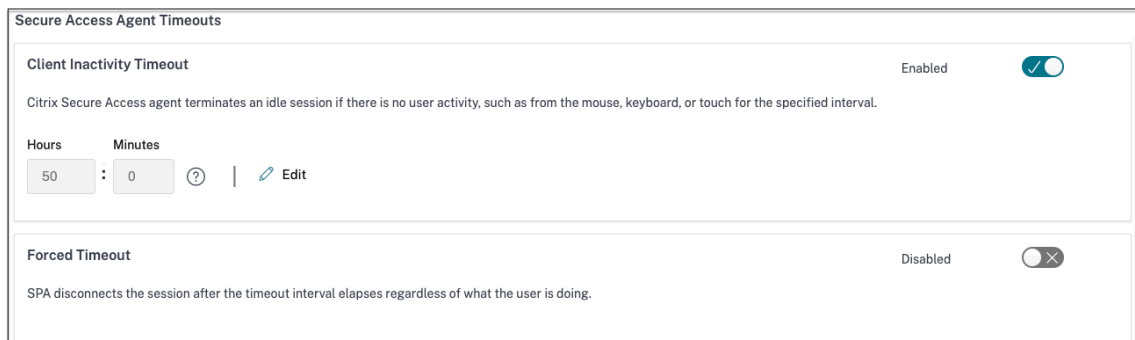 Secure Access Agent Timeouts
Client Inactivity Timeout
Enabled
Citrix Secure Access agent terminates an idle session if there is no user activity, such as from the mouse, keyboard, or touch for the specified interval.
Hours Minutes
50 : 0 ? | Edit
Forced Timeout
Disabled
SPA disconnects the session after the timeout interval elapses regardless of what the user is doing.